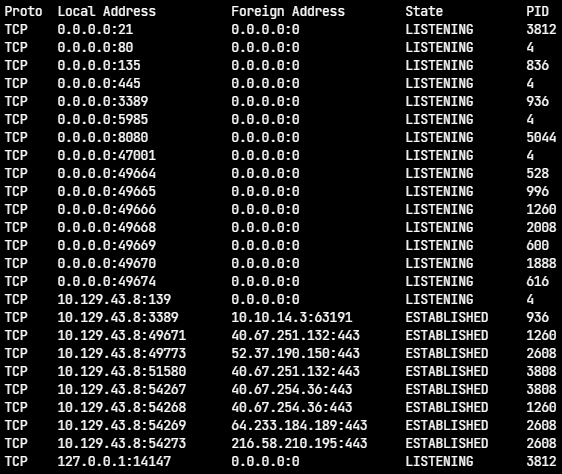 Proto  Local Address          Foreign Address        State           PID
TCP    0.0.0.0:21             0.0.0.0:0              LISTENING       3812
TCP    0.0.0.0:80             0.0.0.0:0              LISTENING       4
TCP    0.0.0.0:135            0.0.0.0:0              LISTENING       836
TCP    0.0.0.0:445            0.0.0.0:0              LISTENING       4
TCP    0.0.0.0:3389           0.0.0.0:0              LISTENING       936
TCP    0.0.0.0:5985           0.0.0.0:0              LISTENING       4
TCP    0.0.0.0:8080           0.0.0.0:0              LISTENING       5044
TCP    0.0.0.0:47001          0.0.0.0:0              LISTENING       4
TCP    0.0.0.0:49664          0.0.0.0:0              LISTENING       528
TCP    0.0.0.0:49665          0.0.0.0:0              LISTENING       996
TCP    0.0.0.0:49666          0.0.0.0:0              LISTENING       1260
TCP    0.0.0.0:49668          0.0.0.0:0              LISTENING       2008
TCP    0.0.0.0:49669          0.0.0.0:0              LISTENING       600
TCP    0.0.0.0:49670          0.0.0.0:0              LISTENING       1888
TCP    0.0.0.0:49674          0.0.0.0:0              LISTENING       616
TCP    10.129.43.8:139        0.0.0.0:0              LISTENING       4
TCP    10.129.43.8:3389       10.10.14.3:63191       ESTABLISHED     936
TCP    10.129.43.8:49671      40.67.251.132:443      ESTABLISHED     1260
TCP    10.129.43.8:49773      52.37.190.150:443      ESTABLISHED     2608
TCP    10.129.43.8:51580      40.67.251.132:443      ESTABLISHED     3808
TCP    10.129.43.8:54267      40.67.254.36:443       ESTABLISHED     3808
TCP    10.129.43.8:54268      40.67.254.36:443       ESTABLISHED     1260
TCP    10.129.43.8:54269      64.233.184.189:443     ESTABLISHED     2608
TCP    10.129.43.8:54273      216.58.210.195:443     ESTABLISHED     2608
TCP    127.0.0.1:14147        0.0.0.0:0              LISTENING       3812